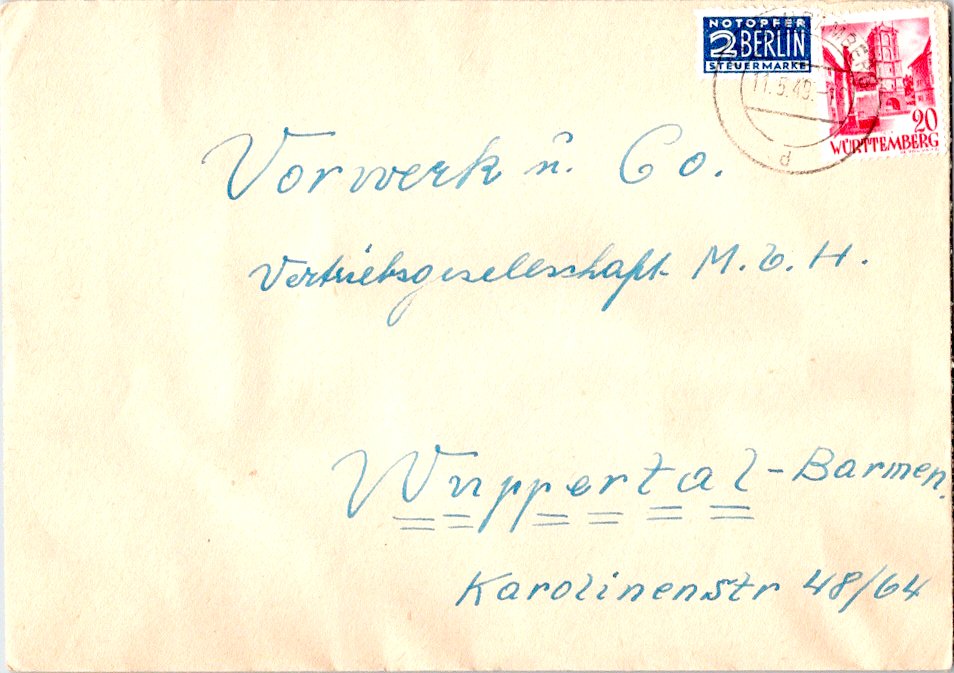 NOTOPFER
2 BERLIN
STEUERMARKE
11.5.49.
d
20
WÜRTTEMBERG
Vorwerk u. Co.
Vertriebsgesellschaft M.b.H.
Wuppertal-Barmen.
Karolinenstr 48/64